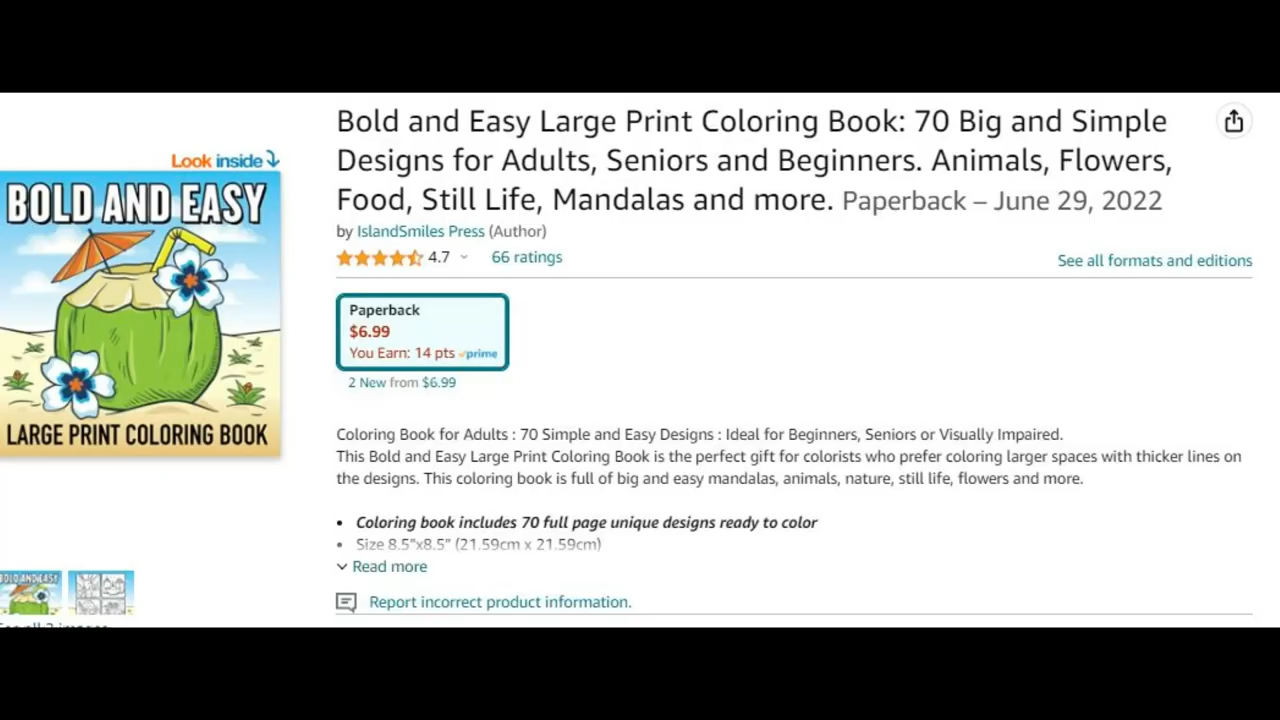 Look inside
BOLD AND EASY
LARGE PRINT COLORING BOOK
Bold and Easy Large Print Coloring Book: 70 Big and Simple
Designs for Adults, Seniors and Beginners. Animals, Flowers,
Food, Still Life, Mandalas and more. Paperback – June 29, 2022
by IslandSmiles Press (Author)
4.7 66 ratings
See all formats and editions
Paperback
$6.99
You Earn: 14 pts prime
2 New from $6.99
Coloring Book for Adults : 70 Simple and Easy Designs : Ideal for Beginners, Seniors or Visually Impaired.
This Bold and Easy Large Print Coloring Book is the perfect gift for colorists who prefer coloring larger spaces with thicker lines on
the designs. This coloring book is full of big and easy mandalas, animals, nature, still life, flowers and more.
• Coloring book includes 70 full page unique designs ready to color
• Size 8.5"x8.5" (21.59cm x 21.59cm)
Read more
Report incorrect product information.
BOLD AND EASY